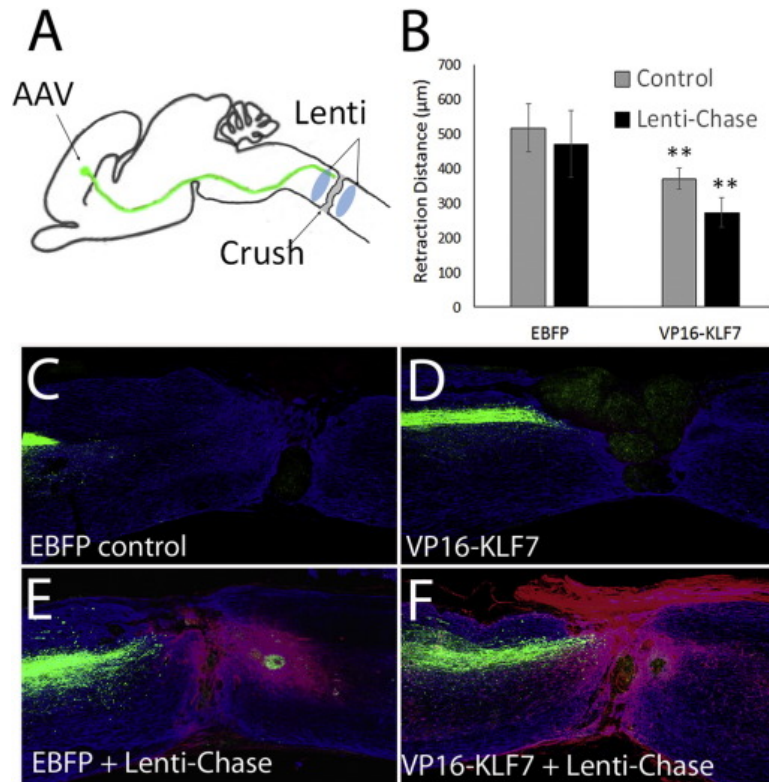 A
AAV
Lenti
Crush
B
Retraction Distance (µm)
700
600
500
400
300
200
100
0
Control
Lenti-Chase
**
**
EBFP
VP16-KLF7
C
EBFP control
D
VP16-KLF7
E
EBFP + Lenti-Chase
F
VP16-KLF7 + Lenti-Chase